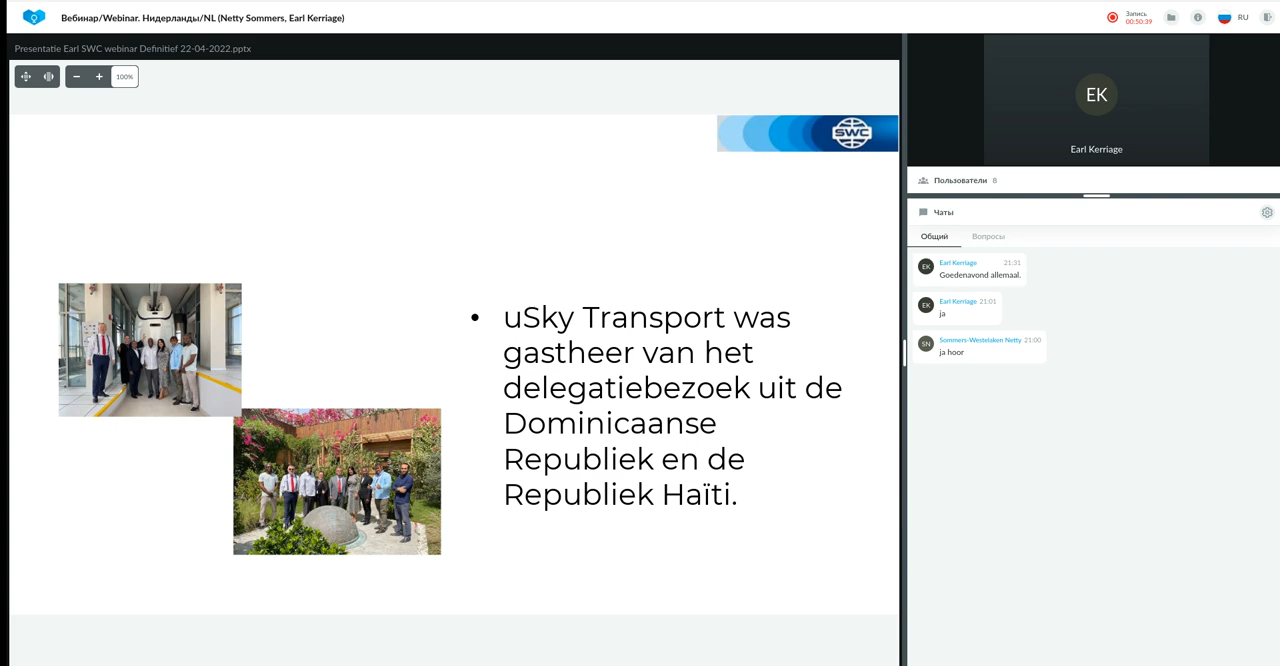 Вебинар/Webinar. Нидерланды/NL (Netty Sommers, Earl Kerriage)
Запись
00:50:39
RU
Presentatie Earl SWC webinar Definitief 22-04-2022.pptx
100%
SWC
uSky Transport was
gastheer van het
delegatiebezoek uit de
Dominicaanse
Republiek en de
Republiek Haïti.
EK
Earl Kerriage
Пользователи 8
Чаты
Общий Вопросы
EK Earl Kerriage 21:31
Goedenavond allemaal.
EK Earl Kerriage 21:01
ja
SN Sommers-Westelaken Netty 21:00
ja hoor